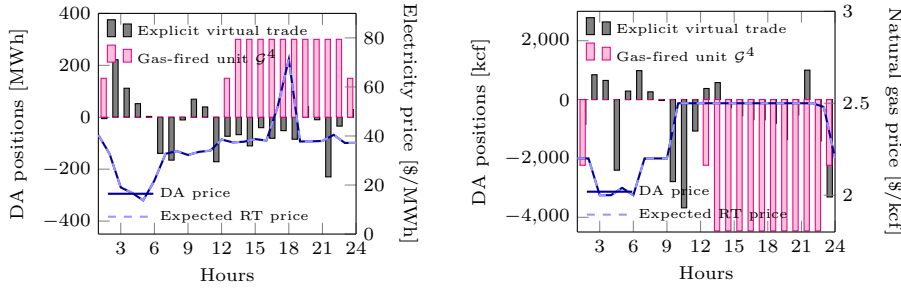 400
200
0
−200
−400
DA positions [MWh]
Explicit virtual trade
Gas-fired unit 𝒢⁴
DA price
Expected RT price
80
60
40
20
0
Electricity price [$/MWh]
3 6 9 12 15 18 21 24
Hours
2,000
0
−2,000
−4,000
DA positions [kcf]
Explicit virtual trade
Gas-fired unit 𝒢⁴
DA price
Expected RT price
3
2.5
2
Natural gas price [$/kcf]
3 6 9 12 15 18 21 24
Hours